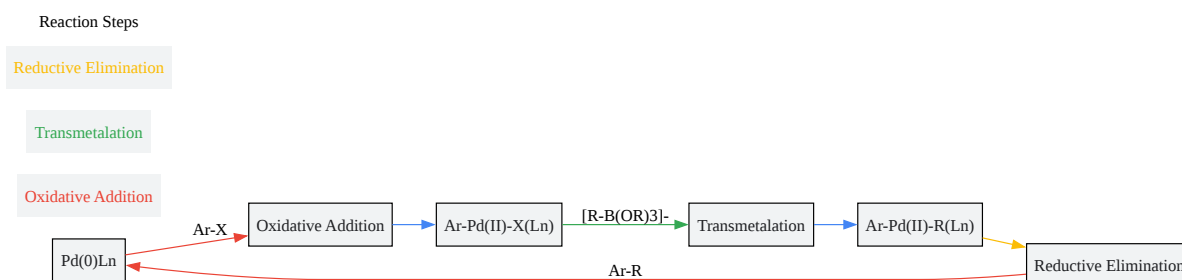 Reaction Steps
Reductive Elimination
Transmetalation
Oxidative Addition
Ar-X
Oxidative Addition
Ar-Pd(II)-X(Ln)
[R-B(OR)3]-
Transmetalation
Ar-Pd(II)-R(Ln)
Pd(0)Ln
Ar-R
Reductive Elimination